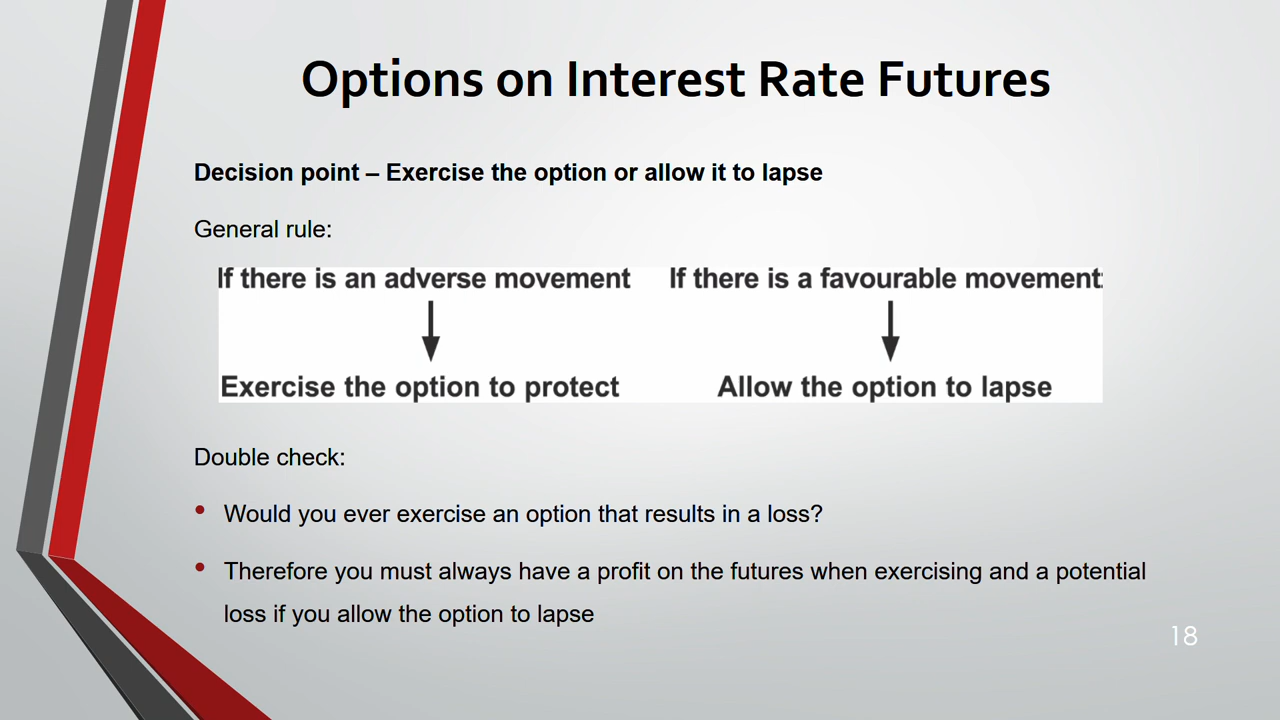 Options on Interest Rate Futures
Decision point – Exercise the option or allow it to lapse
General rule:
If there is an adverse movement If there is a favourable movement:
Exercise the option to protect Allow the option to lapse
Double check:
• Would you ever exercise an option that results in a loss?
• Therefore you must always have a profit on the futures when exercising and a potential
loss if you allow the option to lapse
18